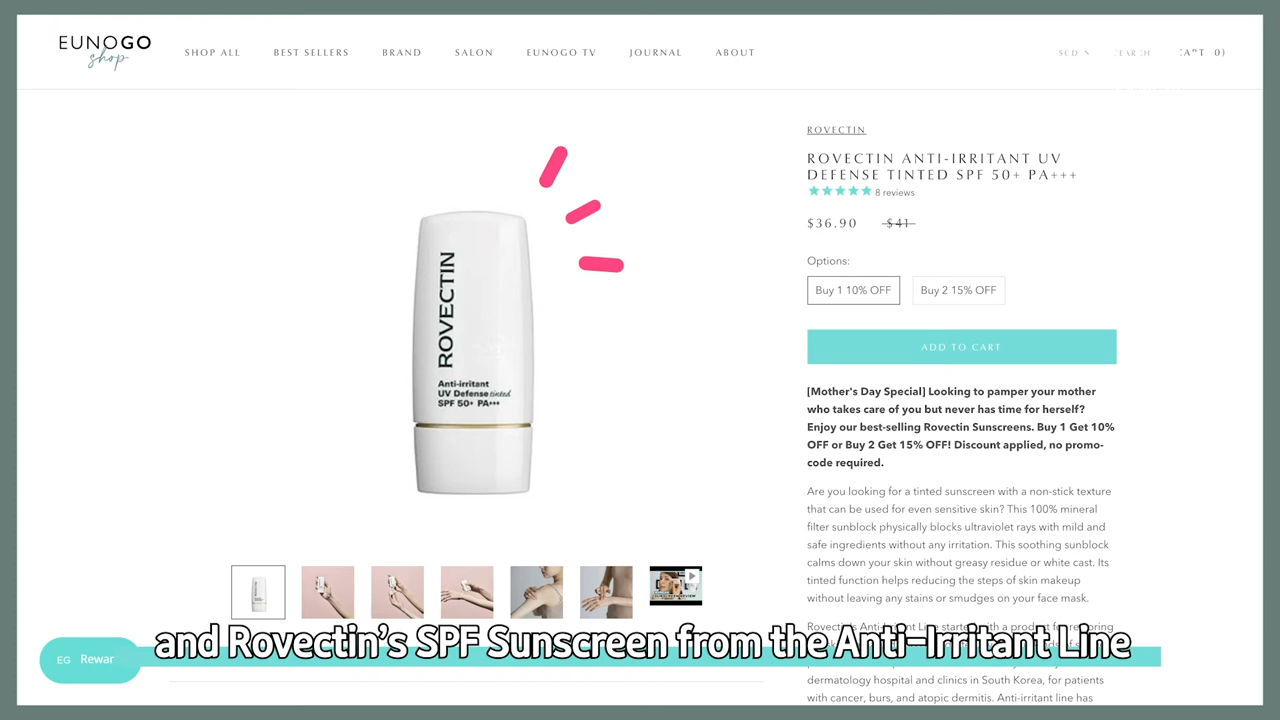 EUNOGO
shop
SHOP ALL
BEST SELLERS
BRAND
SALON
EUNOGO TV
JOURNAL
ABOUT
ROVECTIN
ROVECTIN ANTI-IRRITANT UV
DEFENSE TINTED SPF 50+ PA+++
8 reviews
$36.90 $41
Options:
Buy 1 10% OFF
Buy 2 15% OFF
ADD TO CART
[Mother's Day Special] Looking to pamper your mother
who takes care of you but never has time for herself?
Enjoy our best-selling Rovectin Sunscreens. Buy 1 Get 10%
OFF or Buy 2 Get 15% OFF! Discount applied, no promo-
code required.
Are you looking for a tinted sunscreen with a non-stick texture
that can be used for even sensitive skin? This 100% mineral
filter sunblock physically blocks ultraviolet rays with mild and
safe ingredients without any irritation. This soothing sunblock
calms down your skin without greasy residue or white cast. Its
tinted function helps reducing the steps of skin makeup
without leaving any stains or smudges on your face mask.
dermatology hospital and clinics in South Korea, for patients
with cancer, burs, and atopic dermitis. Anti-irritant line has
ROVECTIN
Anti-irritant
UV Defense tinted
SPF 50+ PA+++
EG Rewar
and Rovectin's SPF Sunscreen from the Anti-Irritant Line